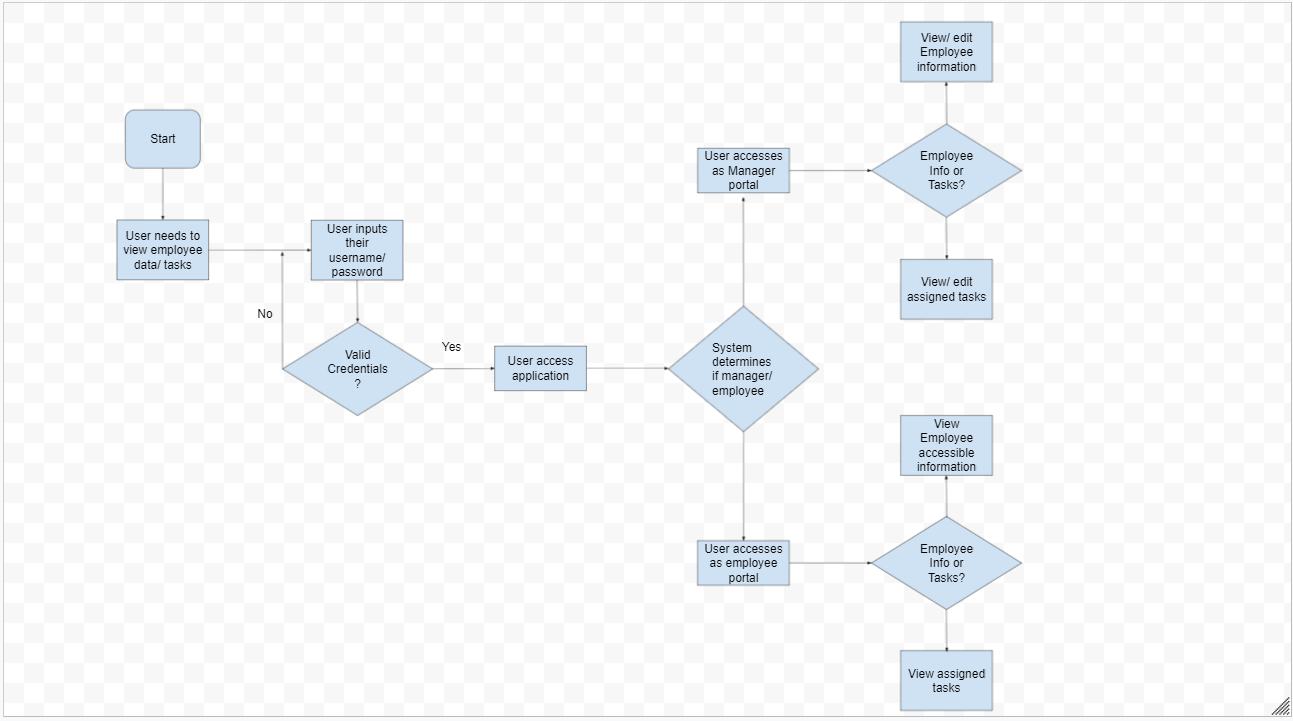 Start
User needs to
view employee
data/ tasks
User inputs
their
username/
password
No
Valid
Credentials
?
Yes
User access
application
System
determines
if manager/
employee
User accesses
as Manager
portal
Employee
Info or
Tasks?
View/ edit
Employee
information
View/ edit
assigned tasks
User accesses
as employee
portal
Employee
Info or
Tasks?
View
Employee
accessible
information
View assigned
tasks